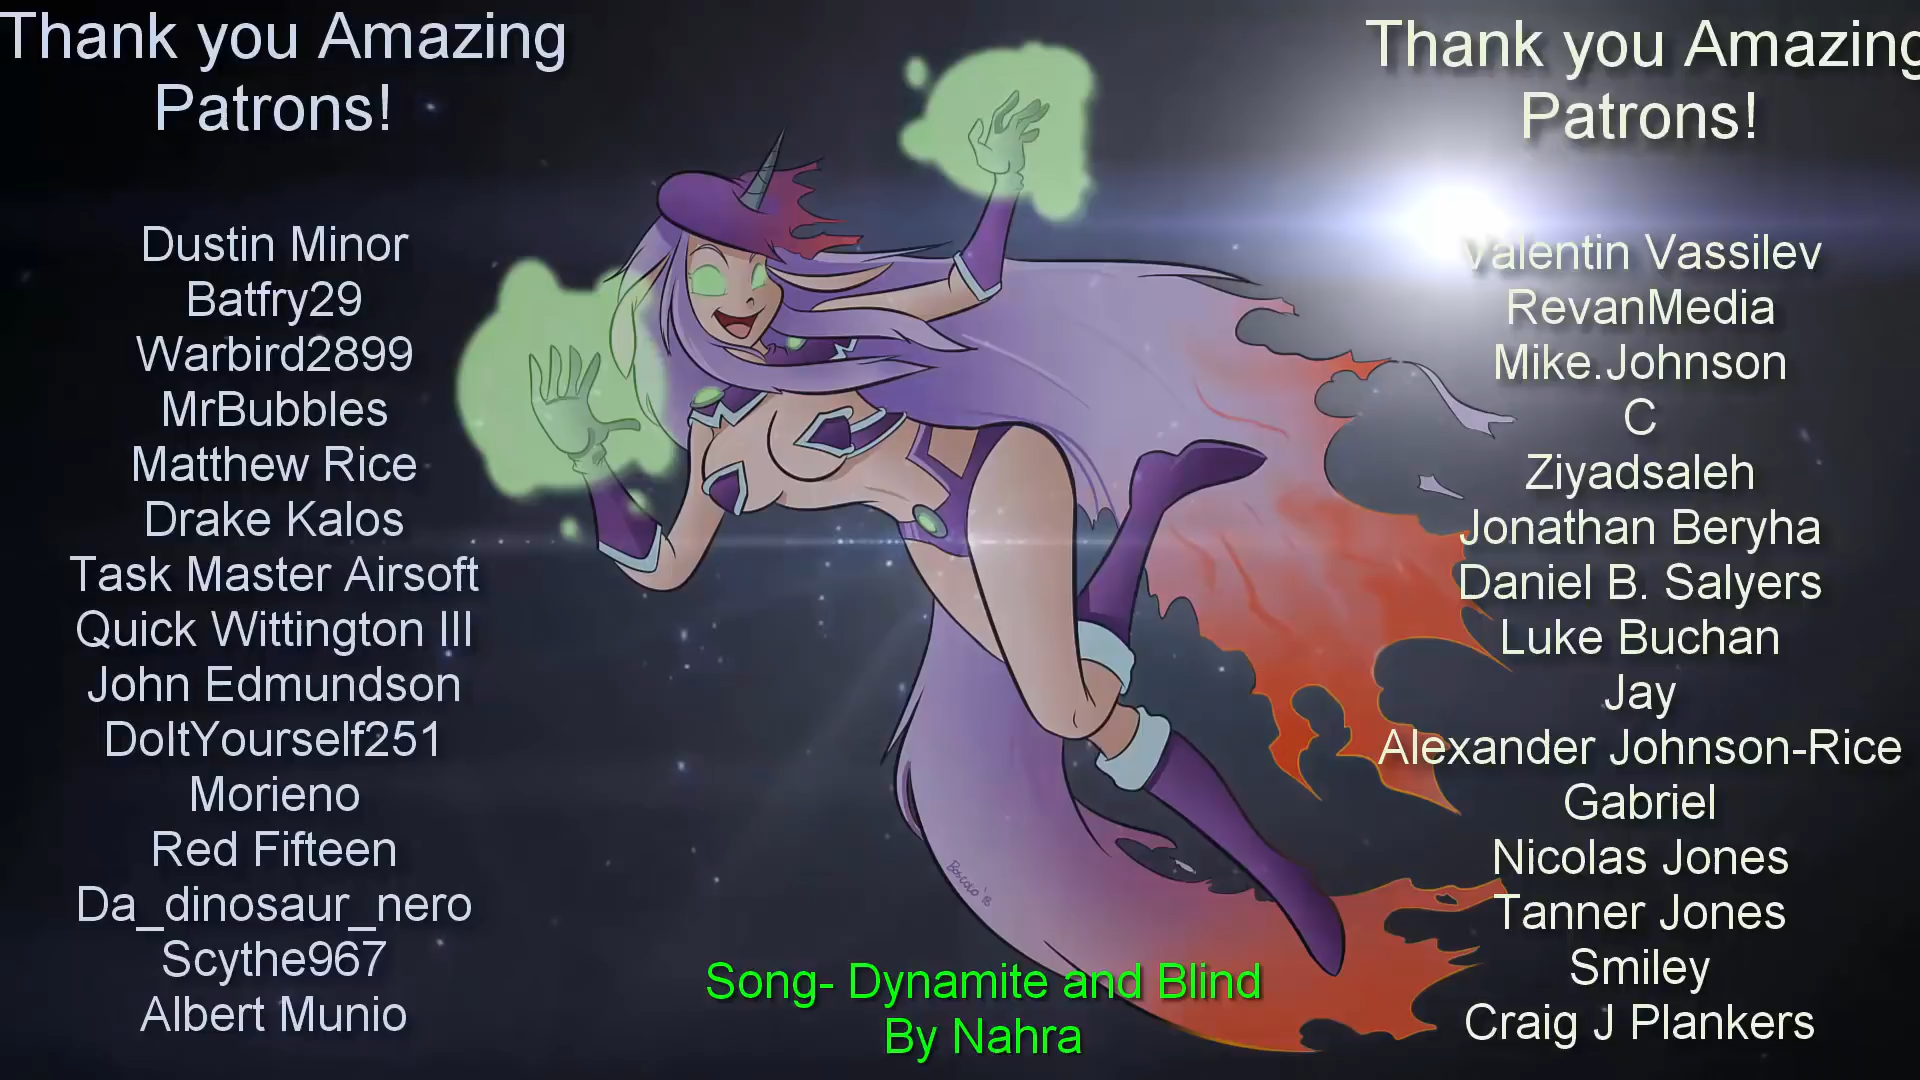 Thank you Amazing
Patrons!
Dustin Minor
Batfry29
Warbird2899
MrBubbles
Matthew Rice
Drake Kalos
Task Master Airsoft
Quick Wittington III
John Edmundson
DoItYourself251
Morieno
Red Fifteen
Da_dinosaur_nero
Scythe967
Albert Munio
Boscolo '18
Song- Dynamite and Blind
By Nahra
Thank you Amazing
Patrons!
Valentin Vassilev
RevanMedia
Mike.Johnson
C
Ziyadsaleh
Jonathan Beryha
Daniel B. Salyers
Luke Buchan
Jay
Alexander Johnson-Rice
Gabriel
Nicolas Jones
Tanner Jones
Smiley
Craig J Plankers